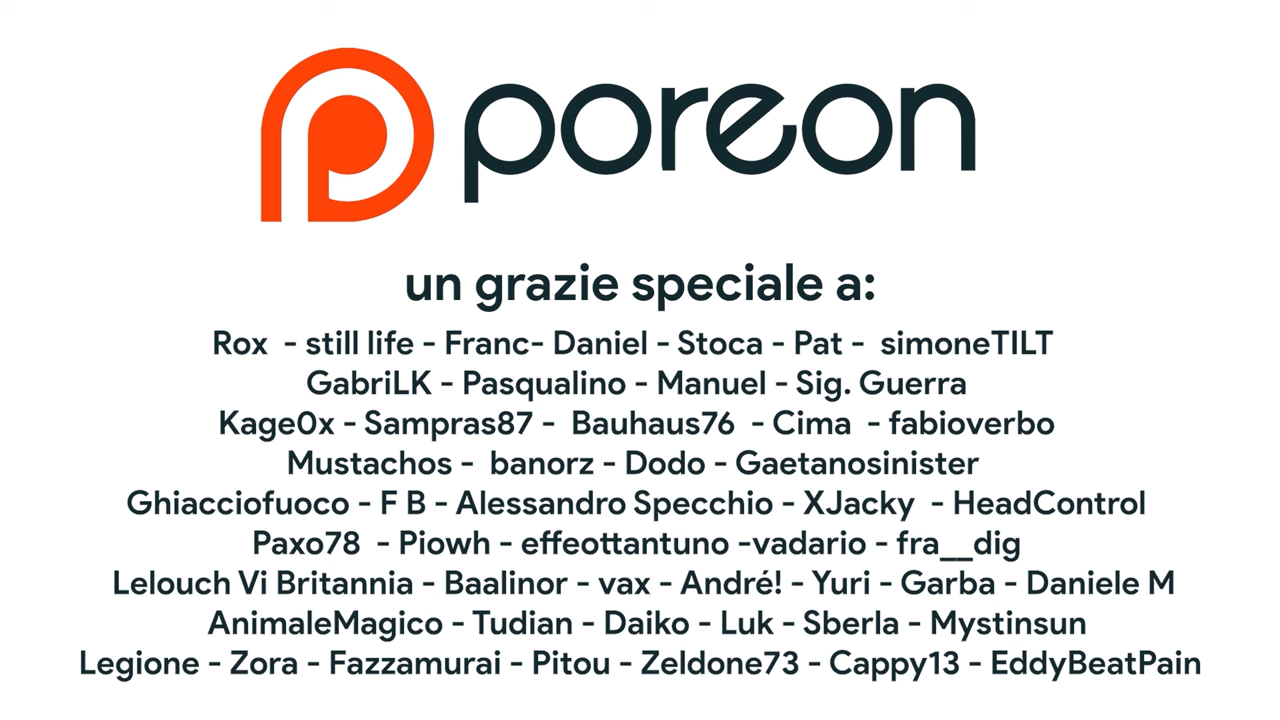 poreon
un grazie speciale a:
Rox - still life - Franc- Daniel - Stoca - Pat - simoneTILT
GabriLK - Pasqualino - Manuel - Sig. Guerra
Kage0x - Sampras87 - Bauhaus76 - Cima - fabioverbo
Mustachos - banorz - Dodo - Gaetanosinister
Ghiacciofuoco - F B - Alessandro Specchio - XJacky - HeadControl
Paxo78 - Piowh - effeottantuno -vadario - fra__dig
Lelouch Vi Britannia - Baalinor - vax - André! - Yuri - Garba - Daniele M
AnimaleMagico - Tudian - Daiko - Luk - Sberla - Mystinsun
Legione - Zora - Fazzamurai - Pitou - Zeldone73 - Cappy13 - EddyBeatPain